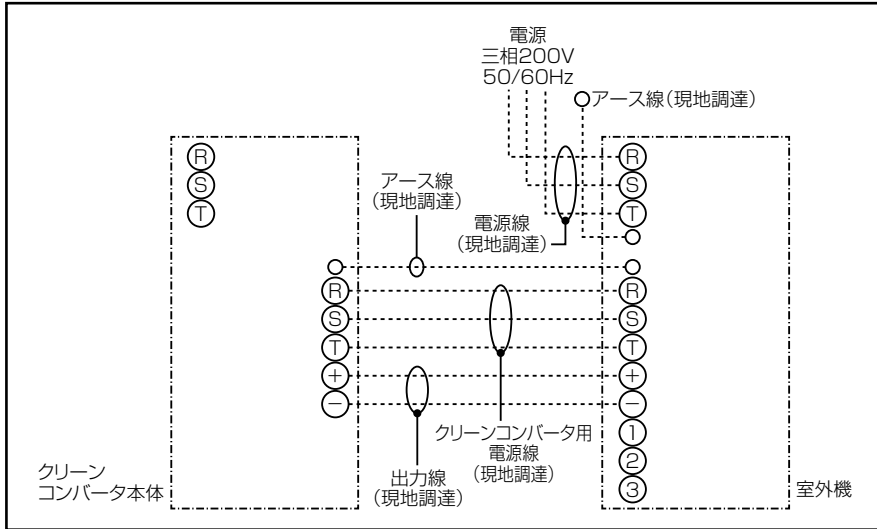 電源
三相200V
50/60Hz
アース線(現地調達)
R
S
T
アース線
(現地調達)
電源線
(現地調達)
R
S
T
R
S
T
+
−
R
S
T
+
−
1
2
3
クリーンコンバータ用
電源線
(現地調達)
出力線
(現地調達)
クリーン
コンバータ本体
室外機